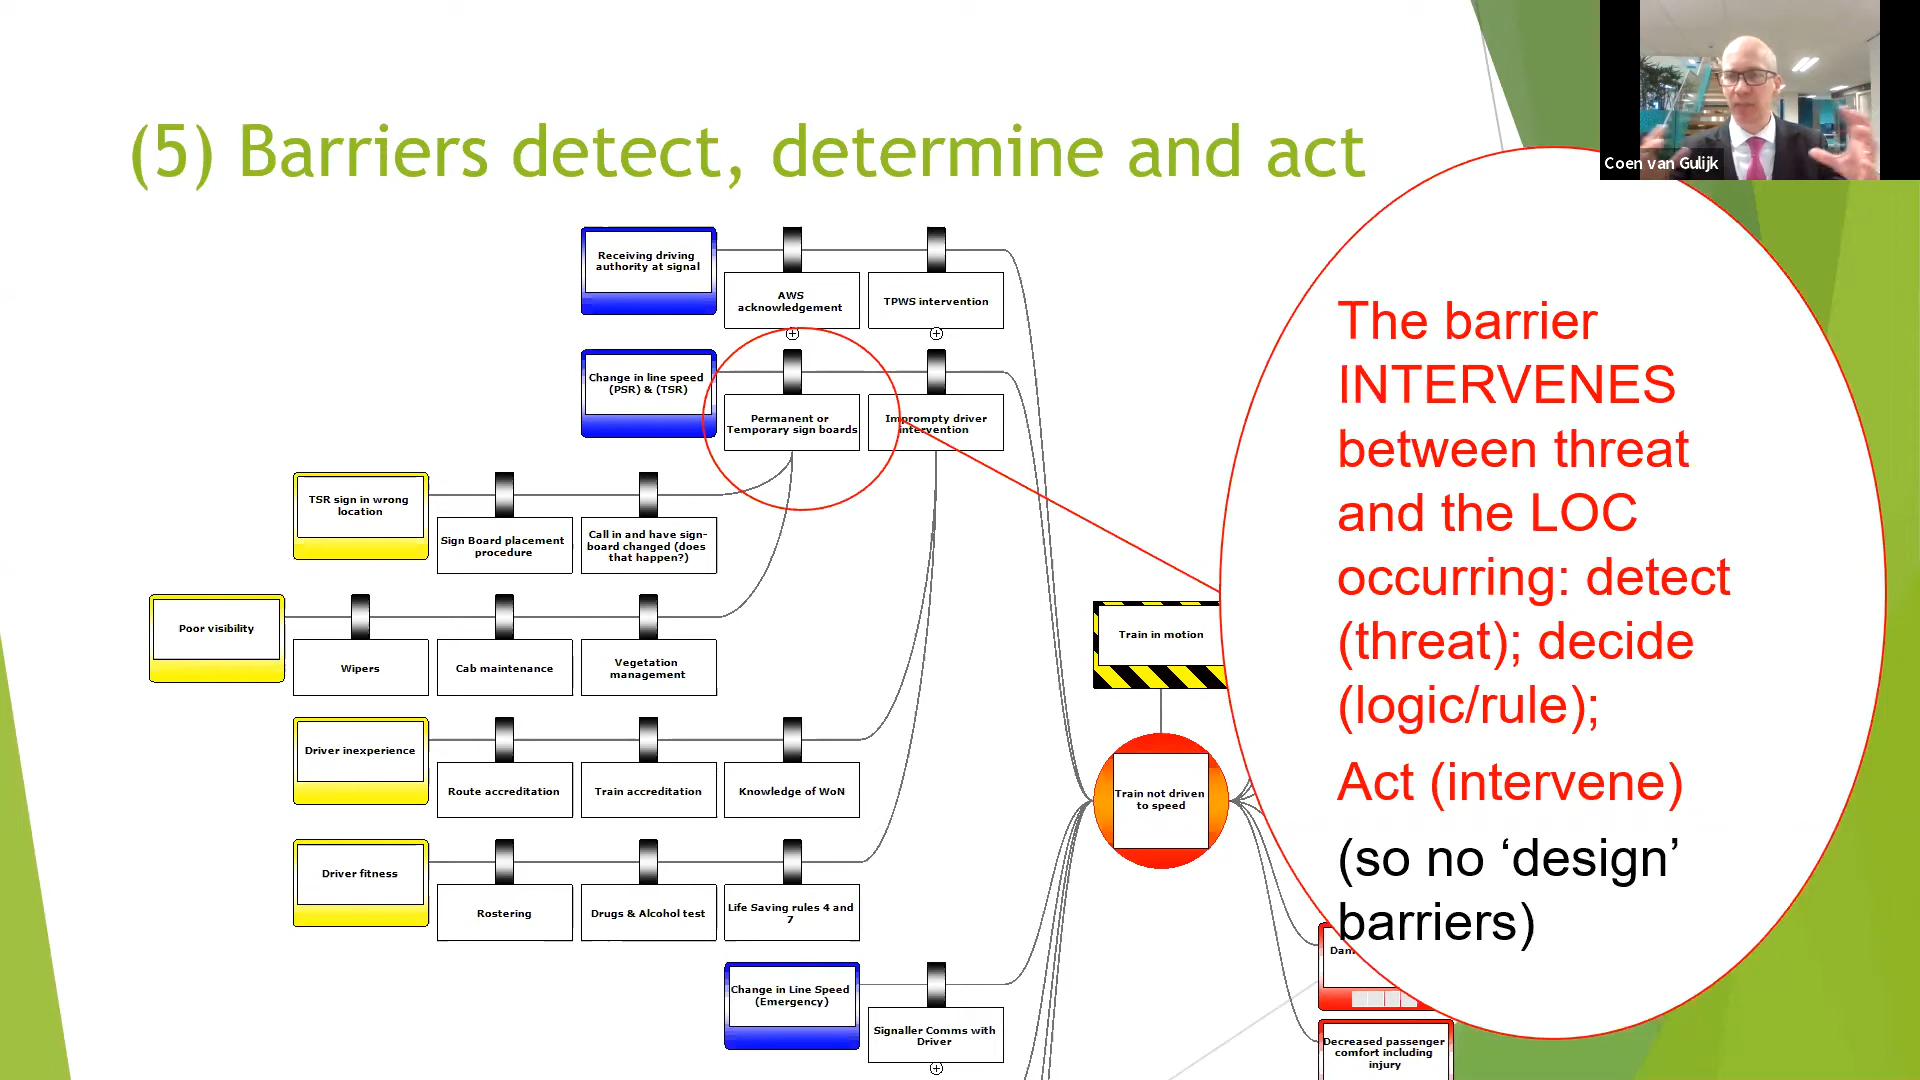 (5) Barriers detect, determine and act
Coen van Gulijk
Receiving driving
authority at signal
AWS
acknowledgement
TPWS intervention
Change in line speed
(PSR) & (TSR)
Permanent or
Temporary sign boards
Imprompty driver
intervention
TSR sign in wrong
location
Sign Board placement
procedure
Call in and have sign-
board changed (does
that happen?)
Poor visibility
Wipers
Cab maintenance
Vegetation
management
Driver inexperience
Route accreditation
Train accreditation
Knowledge of WoN
Driver fitness
Rostering
Drugs & Alcohol test
Life Saving rules 4 and
7
Change in Line Speed
(Emergency)
Signaller Comms with
Driver
Train in motion
Train not driven
to speed
The barrier
INTERVENES
between threat
and the LOC
occurring: detect
(threat); decide
(logic/rule);
Act (intervene)
(so no ‘design’
barriers)
Decreased passenger
comfort including
injury